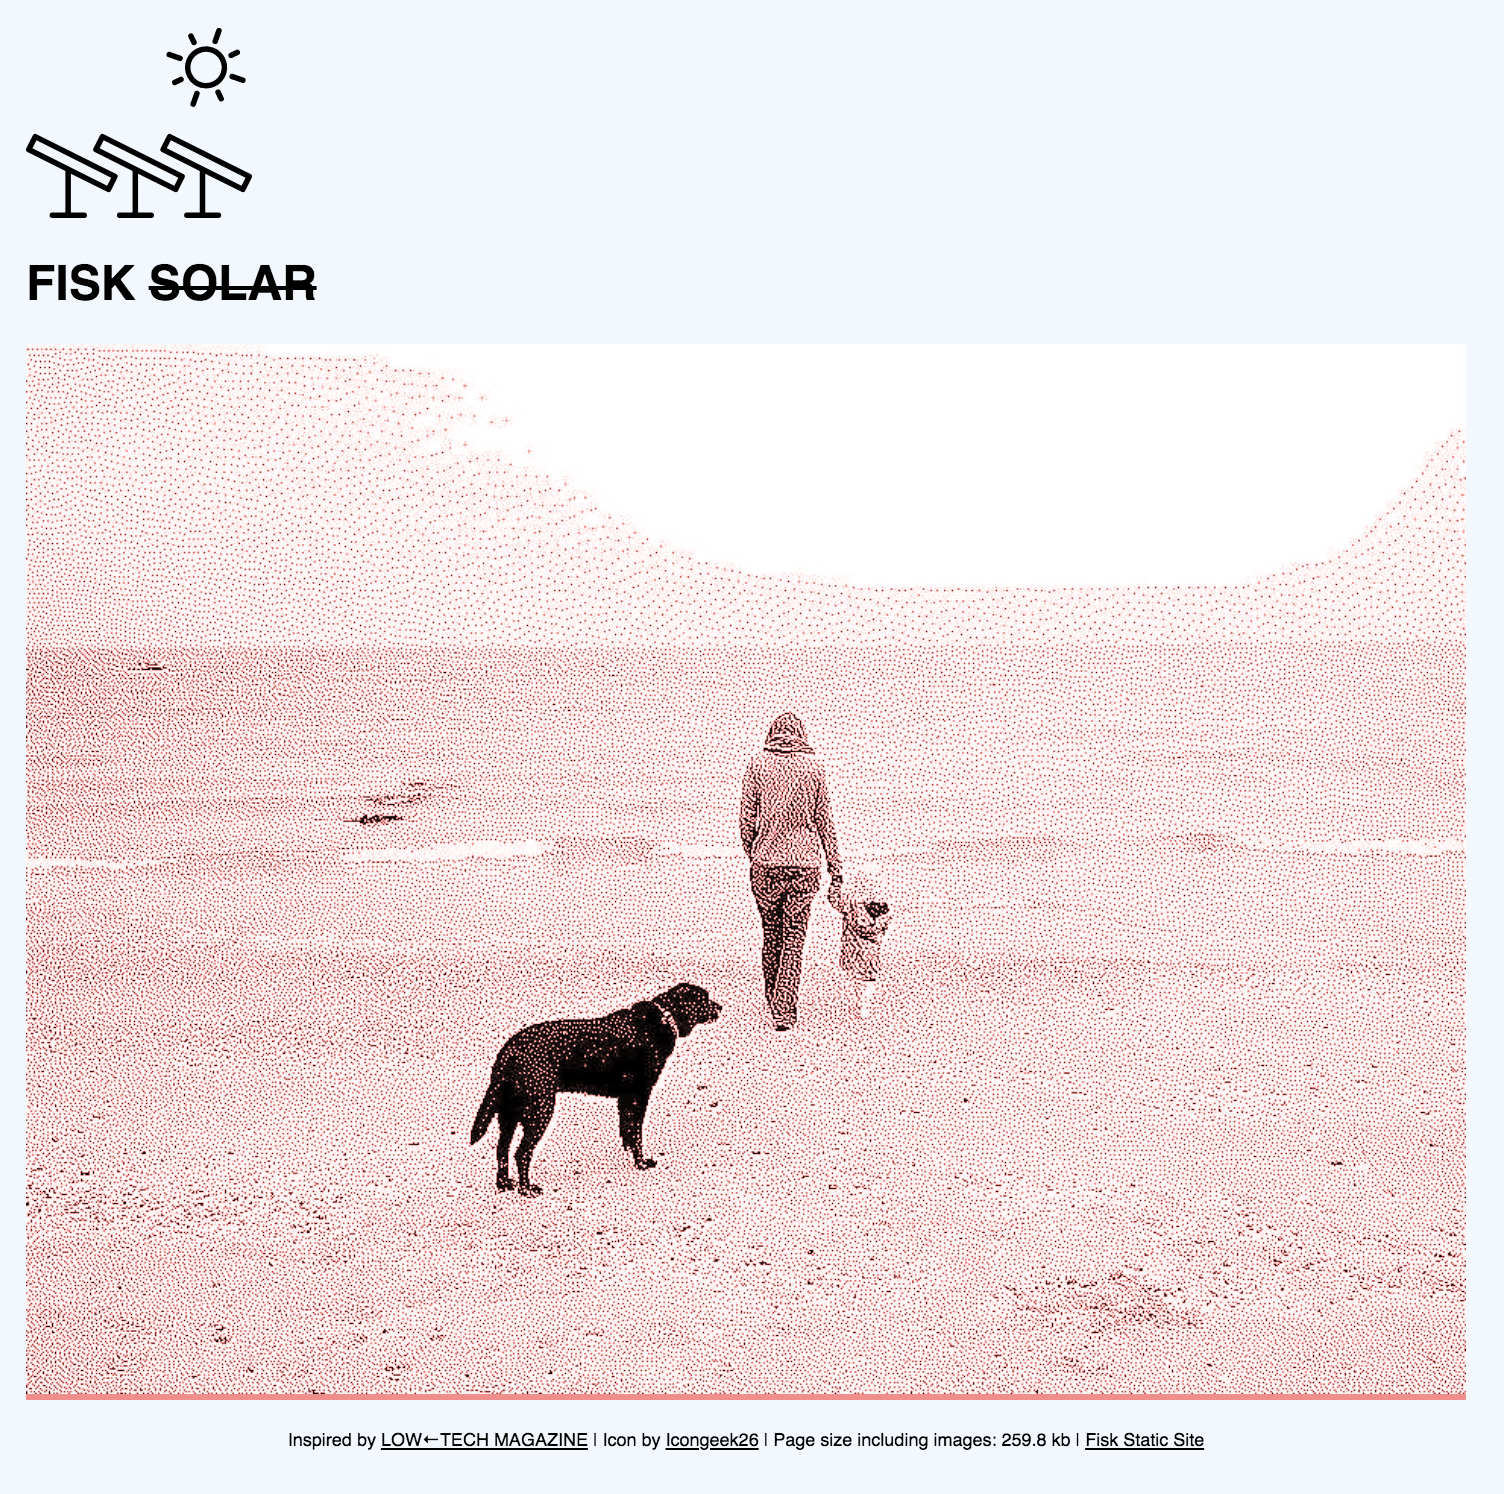 FISK SOLAR
Inspired by LOW←TECH MAGAZINE | Icon by Icongeek26 | Page size including images: 259.8 kb | Fisk Static Site